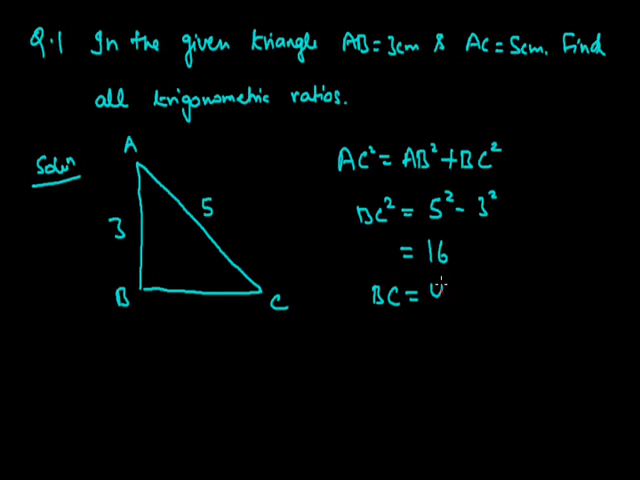 Q.1 In the given triangle AB=3cm & AC=5cm. Find
all trigonometric ratios.
Soln
A
AC² = AB² + BC²
5
BC² = 5² - 3²
3
= 16
B
C
BC =